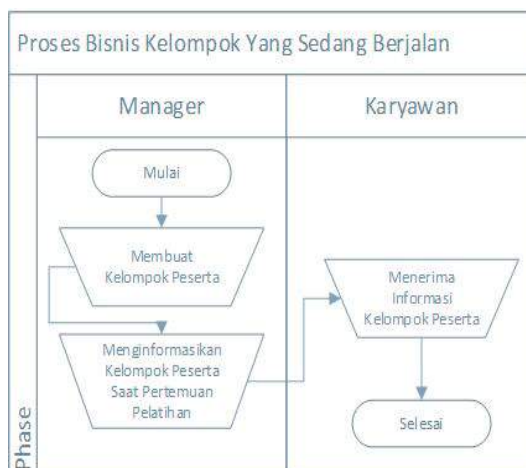 Proses Bisnis Kelompok Yang Sedang Berjalan
Manager
Karyawan
Mulai
Membuat
Kelompok Peserta
Menginformasikan
Kelompok Peserta
Saat Pertemuan
Pelatihan
Menerima
Informasi
Kelompok Peserta
Selesai
Phase